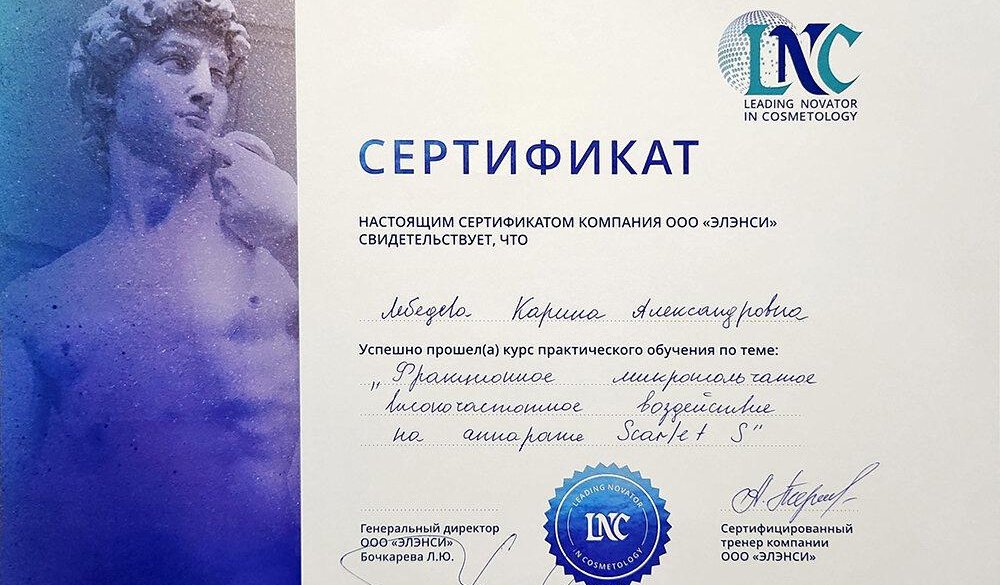 LNC
LEADING NOVATOR
IN COSMETOLOGY
СЕРТИФИКАТ
НАСТОЯЩИМ СЕРТИФИКАТОМ КОМПАНИЯ ООО «ЭЛЭНСИ»
СВИДЕТЕЛЬСТВУЕТ, ЧТО
Лебедева Карина Александровна
Успешно прошел(а) курс практического обучения по теме:
„Фракционное микроигольчатое
высокочастотное воздействие
на аппарате Scarlet S"
Генеральный директор
ООО «ЭЛЭНСИ»
Бочкарева Л.Ю.
LEADING NOVATOR
LNC
IN COSMETOLOGY
Сертифицированный
тренер компании
ООО «ЭЛЭНСИ»